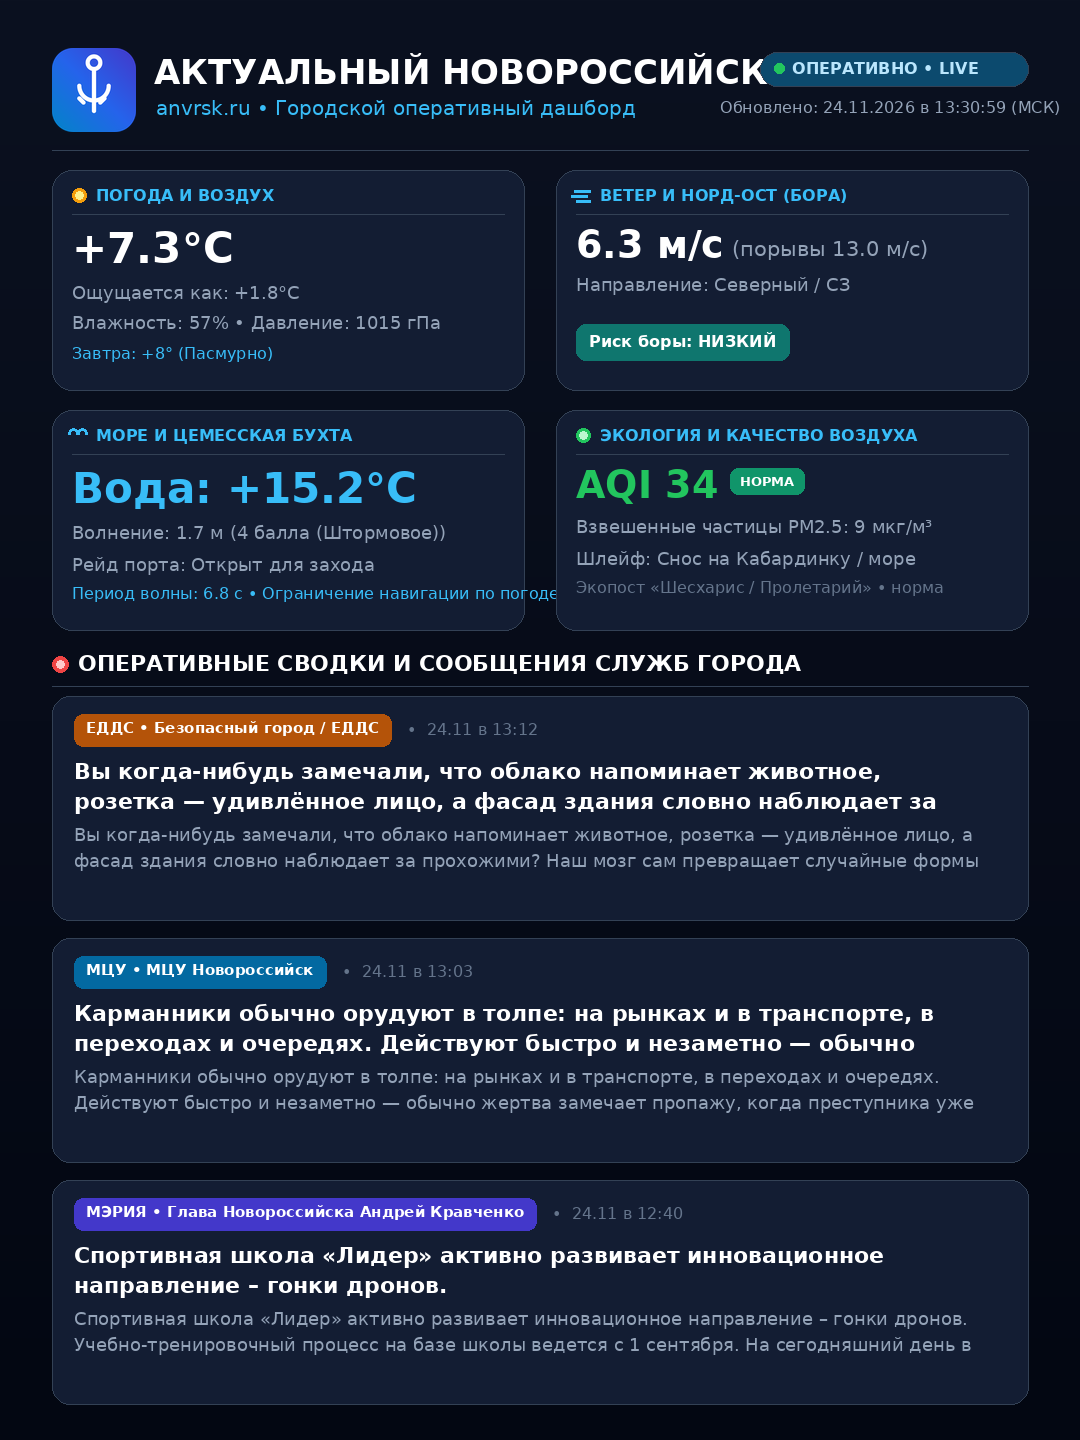 АКТУАЛЬНЫЙ НОВОРОССИЙСК
ОПЕРАТИВНО • LIVE
anvrsk.ru • Городской оперативный дашборд
Обновлено: 24.11.2026 в 13:30:59 (МСК)
ПОГОДА И ВОЗДУХ
+7.3°C
Ощущается как: +1.8°C
Влажность: 57% • Давление: 1015 гПа
Завтра: +8° (Пасмурно)
ВЕТЕР И НОРД-ОСТ (БОРА)
6.3 м/с (порывы 13.0 м/с)
Направление: Северный / СЗ
Риск боры: НИЗКИЙ
МОРЕ И ЦЕМЕССКАЯ БУХТА
Вода: +15.2°C
Волнение: 1.7 м (4 балла (Штормовое))
Рейд порта: Открыт для захода
Период волны: 6.8 с • Ограничение навигации по погоде
ЭКОЛОГИЯ И КАЧЕСТВО ВОЗДУХА
AQI 34 НОРМА
Взвешенные частицы PM2.5: 9 мкг/м³
Шлейф: Снос на Кабардинку / море
Экопост «Шесхарис / Пролетарий» • норма
ОПЕРАТИВНЫЕ СВОДКИ И СООБЩЕНИЯ СЛУЖБ ГОРОДА
ЕДДС • Безопасный город / ЕДДС • 24.11 в 13:12
Вы когда-нибудь замечали, что облако напоминает животное,
розетка — удивлённое лицо, а фасад здания словно наблюдает за
Вы когда-нибудь замечали, что облако напоминает животное, розетка — удивлённое лицо, а
фасад здания словно наблюдает за прохожими? Наш мозг сам превращает случайные формы
МЦУ • МЦУ Новороссийск • 24.11 в 13:03
Карманники обычно орудуют в толпе: на рынках и в транспорте, в
переходах и очередях. Действуют быстро и незаметно — обычно
Карманники обычно орудуют в толпе: на рынках и в транспорте, в переходах и очередях.
Действуют быстро и незаметно — обычно жертва замечает пропажу, когда преступника уже
МЭРИЯ • Глава Новороссийска Андрей Кравченко • 24.11 в 12:40
Спортивная школа «Лидер» активно развивает инновационное
направление – гонки дронов.
Спортивная школа «Лидер» активно развивает инновационное направление – гонки дронов.
Учебно-тренировочный процесс на базе школы ведется с 1 сентября. На сегодняшний день в